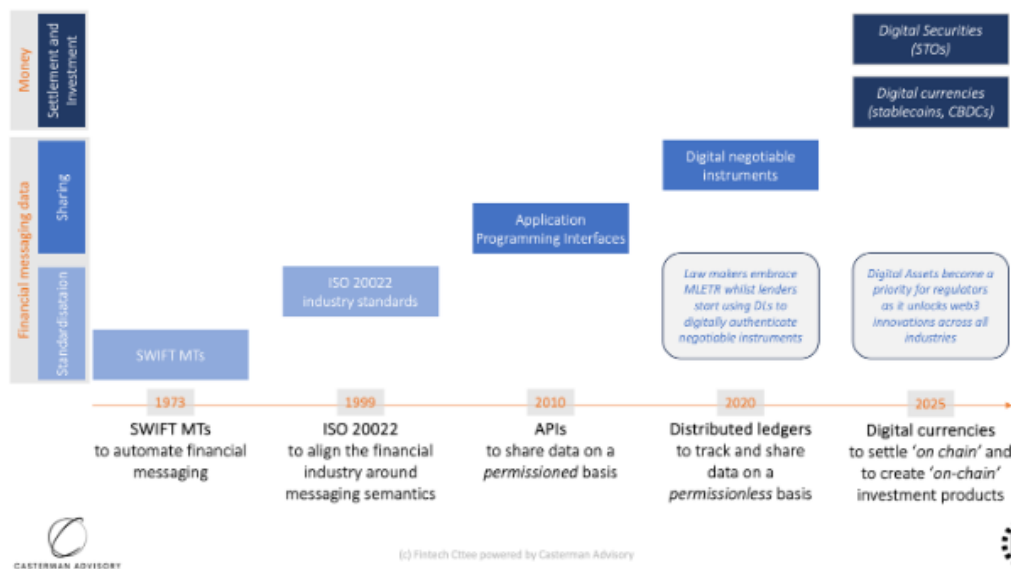 Money
Settlement and
Investment
Digital Securities
(STOs)
Digital currencies
(stablecoins, CBDCs)
Financial messaging data
Sharing
Digital negotiable
instruments
Application
Programming Interfaces
Standardisataion
ISO 20022
industry standards
SWIFT MTs
Law makers embrace
MLETR whilst lenders
start using DLs to
digitally authenticate
negotiable instruments
Digital Assets become a
priority for regulators
as it unlocks web3
innovations across all
industries
1973
1999
2010
2020
2025
SWIFT MTs
to automate financial
messaging
ISO 20022
to align the financial
industry around
messaging semantics
APIs
to share data on a
permissioned basis
Distributed ledgers
to track and share
data on a
permissionless basis
Digital currencies
to settle ‘on chain’ and
to create ‘on-chain’
investment products
CASTERMAN ADVISORY
(c) Fintech Cttee powered by Casterman Advisory